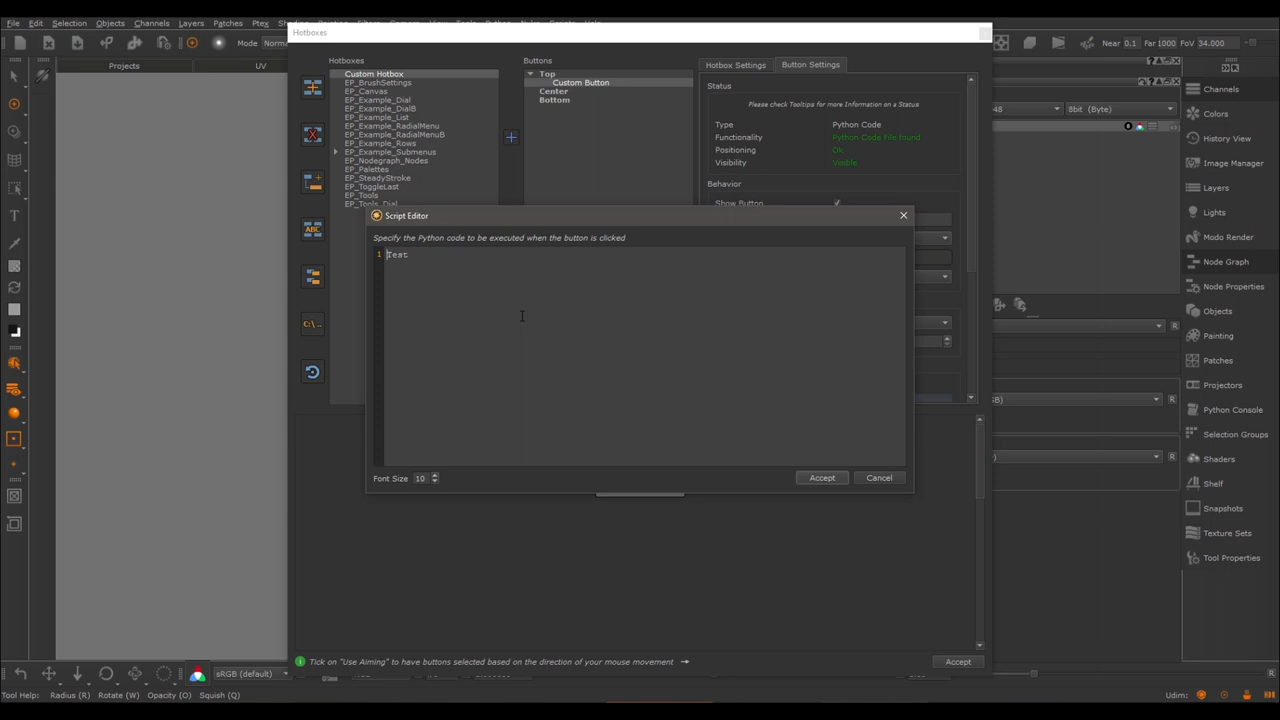 File Edit Selection Objects Channels Layers Patches Ptex
Hotboxes
Mode
Near 0.1 Far 1000 FoV 34.000
Projects UV
Hotboxes
Custom Hotbox
EP_BrushSettings
EP_Canvas
EP_Example_Dial
EP_Example_DialB
EP_Example_List
EP_Example_RadialMenu
EP_Example_RadialMenuB
EP_Example_Rows
EP_Example_Submenus
EP_Nodegraph_Nodes
EP_Palettes
EP_SteadyStroke
EP_ToggleLast
EP_Tools
EP_Tools_Dial
ABC
C:\ ..
Buttons
Top
Custom Button
Center
Bottom
Hotbox Settings Button Settings
Status
Please check Tooltips for more Information on a Status
Type Python Code
Functionality Python Code File found
Positioning Ok
Visibility Visible
Behavior
Show Button
Script Editor
Specify the Python code to be executed when the button is clicked
1 Test
Font Size 10
Accept Cancel
Tick on "Use Aiming" to have buttons selected based on the direction of your mouse movement
Accept
48 8bit (Byte)
R
R
R
Channels
Colors
History View
Image Manager
Layers
Lights
Modo Render
Node Graph
Node Properties
Objects
Painting
Patches
Projectors
Python Console
Selection Groups
Shaders
Shelf
Snapshots
Texture Sets
Tool Properties
sRGB (default)
R
Tool Help: Radius (R) Rotate (W) Opacity (O) Squish (Q)
Udim: